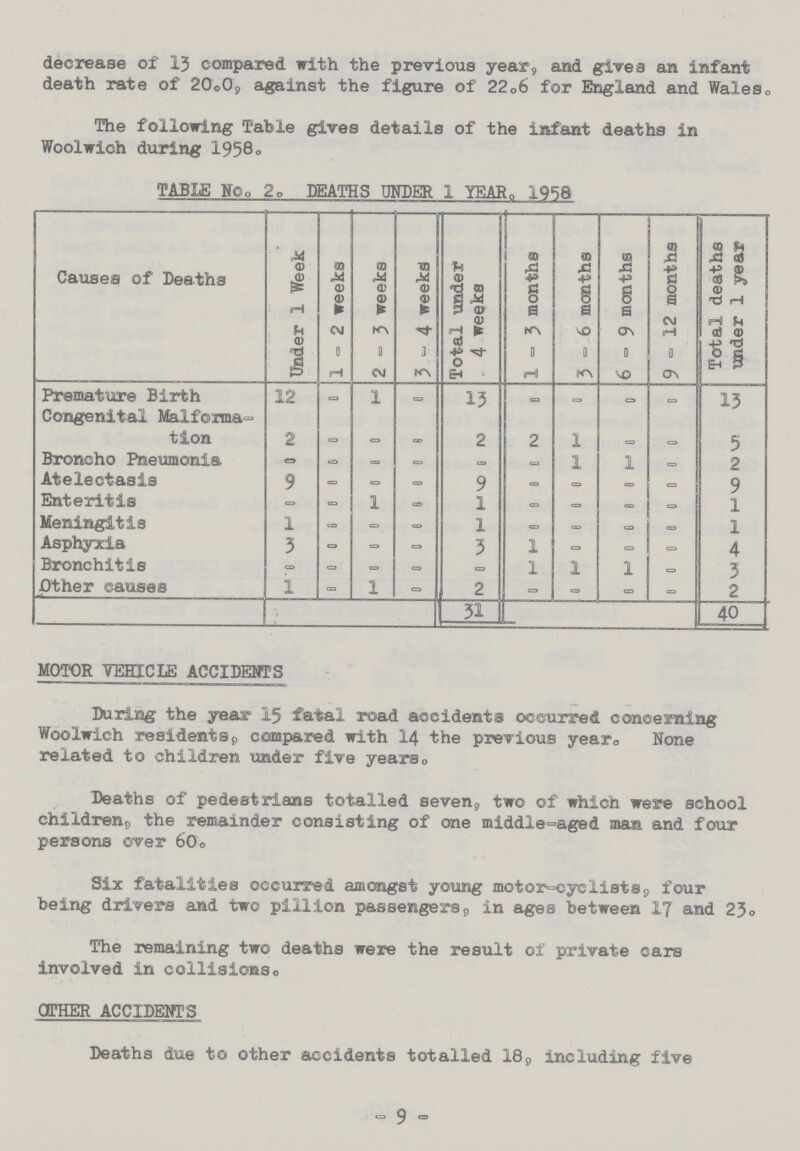 decrease of 13 compared with the previous year, and gives an infant
death rate of 20.0, against the figure of 22.6 for England and Wales.
The following Table gives details of the infant deaths in
Woolwich during 1958.
TABLE No. 2. DEATHS UNDER 1 YEAR, 1958
Causes of Deaths | Under 1 Week | 1 - 2 weeks | 2 - 3 weeks | 3 - 4 weeks | Total under 4 weeks | 1 - 3 months | 3 - 6 months | 6 - 9 months | 9 - 12 months | Total deaths under 1 year
Premature Birth 12 - 1 - 13 - - - - 13
Congenital Malforma-
tion 2 - - - 2 2 1 - - 5
Broncho Pneumonia - - - - - - 1 1 - 2
Atelectasis 9 - - - 9 - - - - 9
Enteritis - - 1 - 1 - - - - 1
Meningitis 1 - - - 1 - - - - 1
Asphyxia 3 - - - 3 1 - - - 4
Bronchitis - - - - - 1 1 1 - 3
Other causes 1 - 1 - 2 - - - - 2
31 40
MOTOR VEHICLE ACCIDENTS
During the year 15 fatal road accidents occurred concerning
Woolwich residents, compared with 14 the previous year. None
related to children under five years.
Deaths of pedestrians totalled seven, two of which were school
children, the remainder consisting of one middle-aged man and four
persons over 60.
Six fatalities occurred amongst young motor-cyclists, four
being drivers and two pillion passengers, in ages between 17 and 23.
The remaining two deaths were the result of private cars
involved in collisions.
OTHER ACCIDENTS
Deaths due to other accidents totalled 18, including five
- 9 -